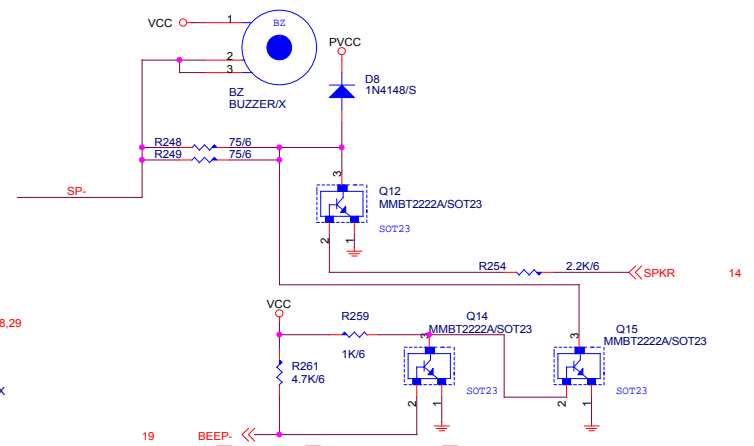 VCC
1
BZ
2
3
BZ
BUZZER/X
PVCC
D8
1N4148/S
R248
75/6
R249
75/6
SP-
3
Q12
MMBT2222A/SOT23
SOT23
2
1
R254
2.2K/6
SPKR
14
8,29
VCC
R259
1K/6
Q14
MMBT2222A/SOT23
3
SOT23
2
1
Q15
MMBT2222A/SOT23
3
SOT23
2
1
R261
4.7K/6
X
19
BEEP-